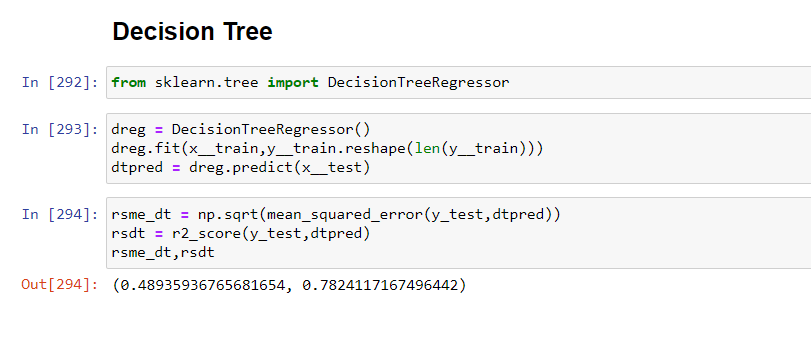 Decision Tree
In [292]: from sklearn.tree import DecisionTreeRegressor
In [293]: dreg = DecisionTreeRegressor()
dreg.fit(x__train,y__train.reshape(len(y__train)))
dtpred = dreg.predict(x__test)
In [294]: rsme_dt = np.sqrt(mean_squared_error(y_test,dtpred))
rsdt = r2_score(y_test,dtpred)
rsme_dt,rsdt
Out[294]: (0.48935936765681654, 0.7824117167496442)